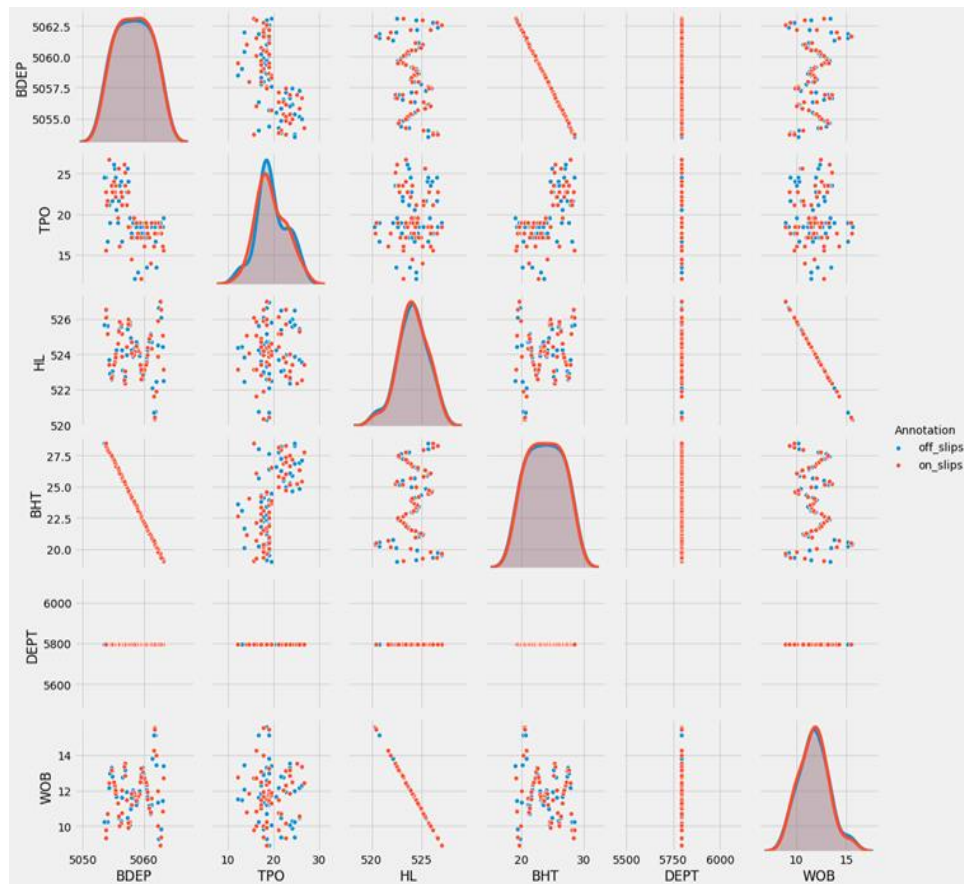 BDEP
5062.5
5060.0
5057.5
5055.0
TPO
25
20
15
HL
526
524
522
520
Annotation
off_slips
on_slips
BHT
27.5
25.0
22.5
20.0
DEPT
6000
5800
5600
WOB
14
12
10
5050 5060 10 20 30 520 525 20 30 5500 5750 6000 10 15
BDEP TPO HL BHT DEPT WOB